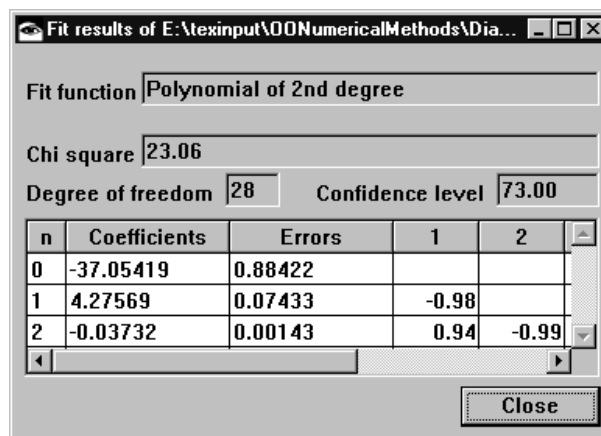 Fit results of E:\texinput\OONumericalMethods\Dia...
Fit function Polynomial of 2nd degree
Chi square 23.06
Degree of freedom 28 Confidence level 73.00
n Coefficients Errors 1 2
0 -37.05419 0.88422
1 4.27569 0.07433 -0.98
2 -0.03732 0.00143 0.94 -0.99
Close